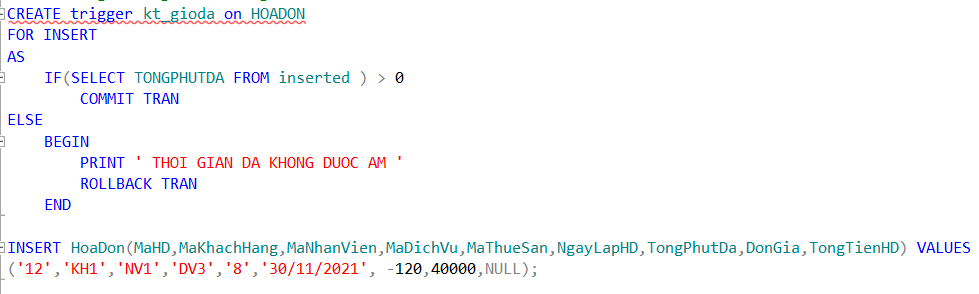 CREATE trigger kt_gioda on HOADON
FOR INSERT
AS
IF(SELECT TONGPHUTDA FROM inserted ) > 0
COMMIT TRAN
ELSE
BEGIN
PRINT ' THOI GIAN DA KHONG DUOC AM '
ROLLBACK TRAN
END
INSERT HoaDon(MaHD,MaKhachHang,MaNhanVien,MaDichVu,MaThueSan,NgayLapHD,TongPhutDa,DonGia,TongTienHD) VALUES
('12','KH1','NV1','DV3','8','30/11/2021', -120,40000,NULL);